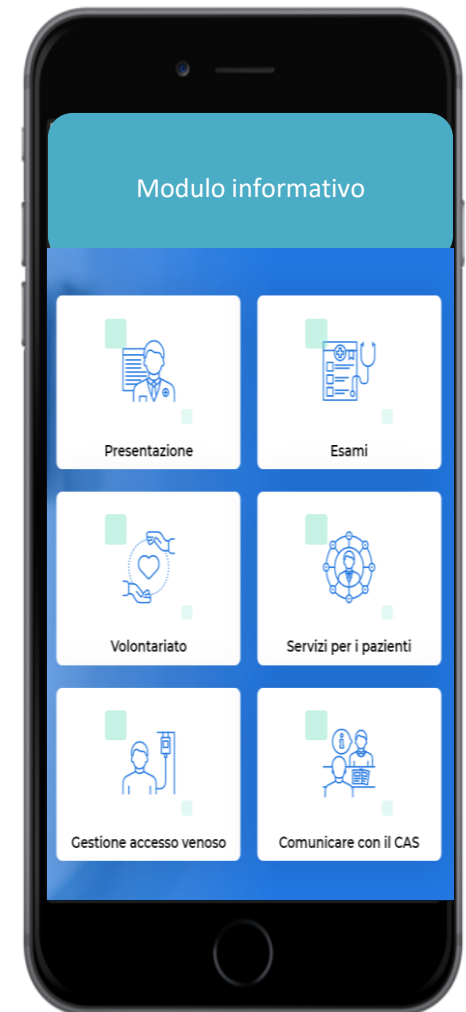 Modulo informativo
Presentazione
Esami
Volontariato
Servizi per i pazienti
Gestione accesso venoso
Comunicare con il CAS